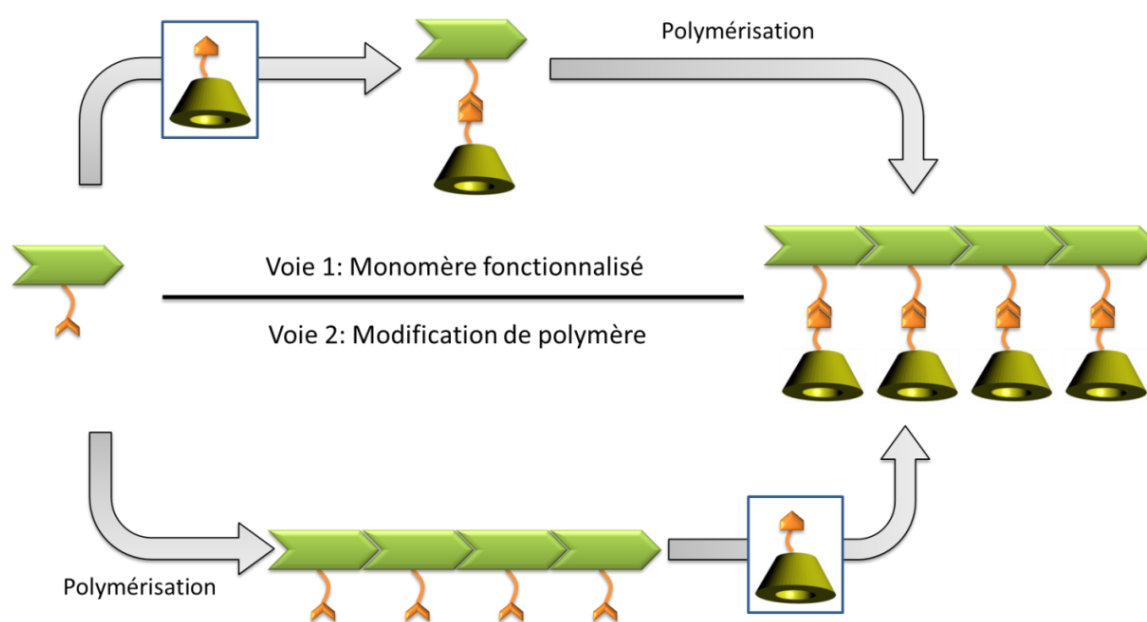 Polymérisation
Voie 1: Monomère fonctionnalisé
Voie 2: Modification de polymère
Polymérisation